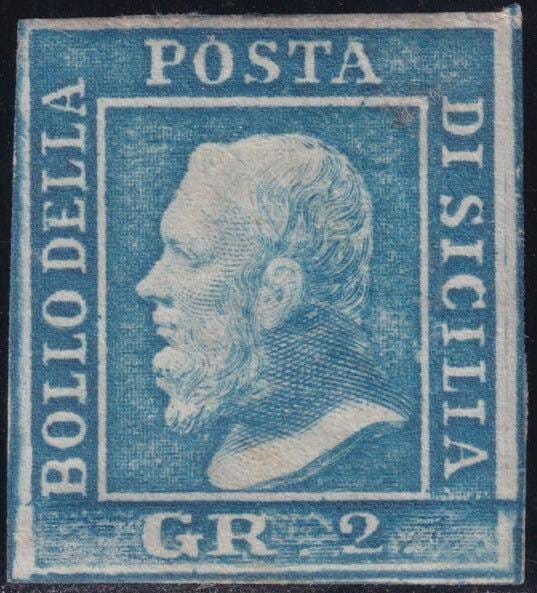 BOLLO DELLA
POSTA
DI SICILIA
GR. 2.